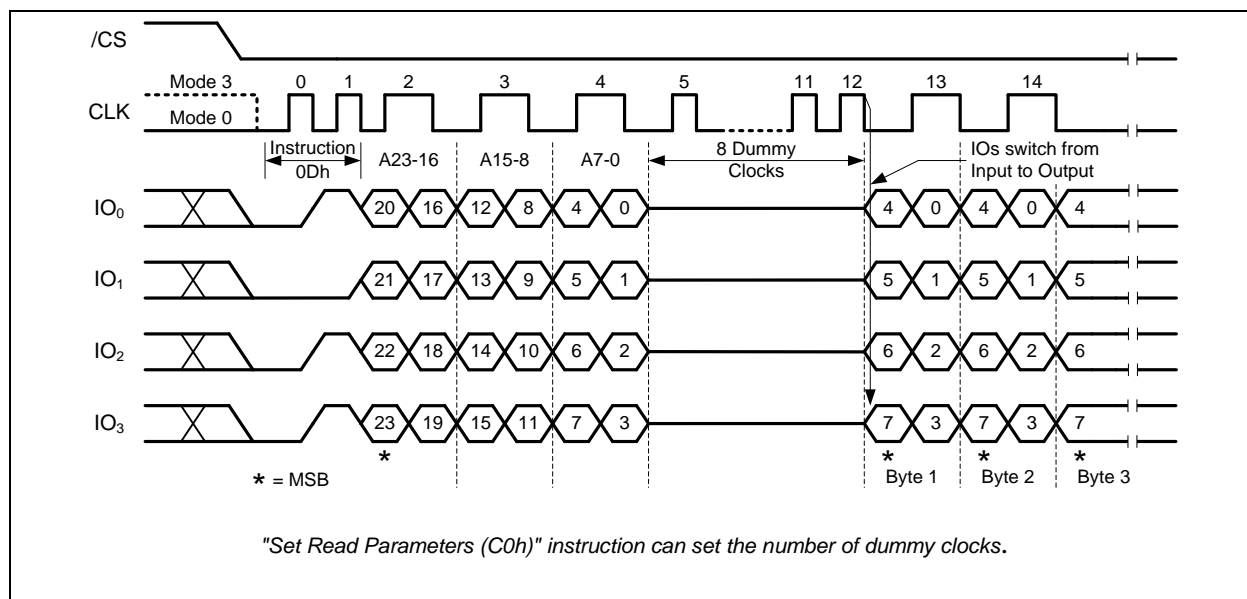 /CS
Mode 3 0 1 2 3 4 5 11 12 13 14
CLK
Mode 0
Instruction A23-16 A15-8 A7-0 8 Dummy IOs switch from
0Dh Clocks Input to Output
IO0 20 16 12 8 4 0 4 0 4 0 4
IO1 21 17 13 9 5 1 5 1 5 1 5
IO2 22 18 14 10 6 2 6 2 6 2 6
IO3 23 19 15 11 7 3 7 3 7 3 7
* * * *
* = MSB Byte 1 Byte 2 Byte 3
"Set Read Parameters (C0h)" instruction can set the number of dummy clocks.